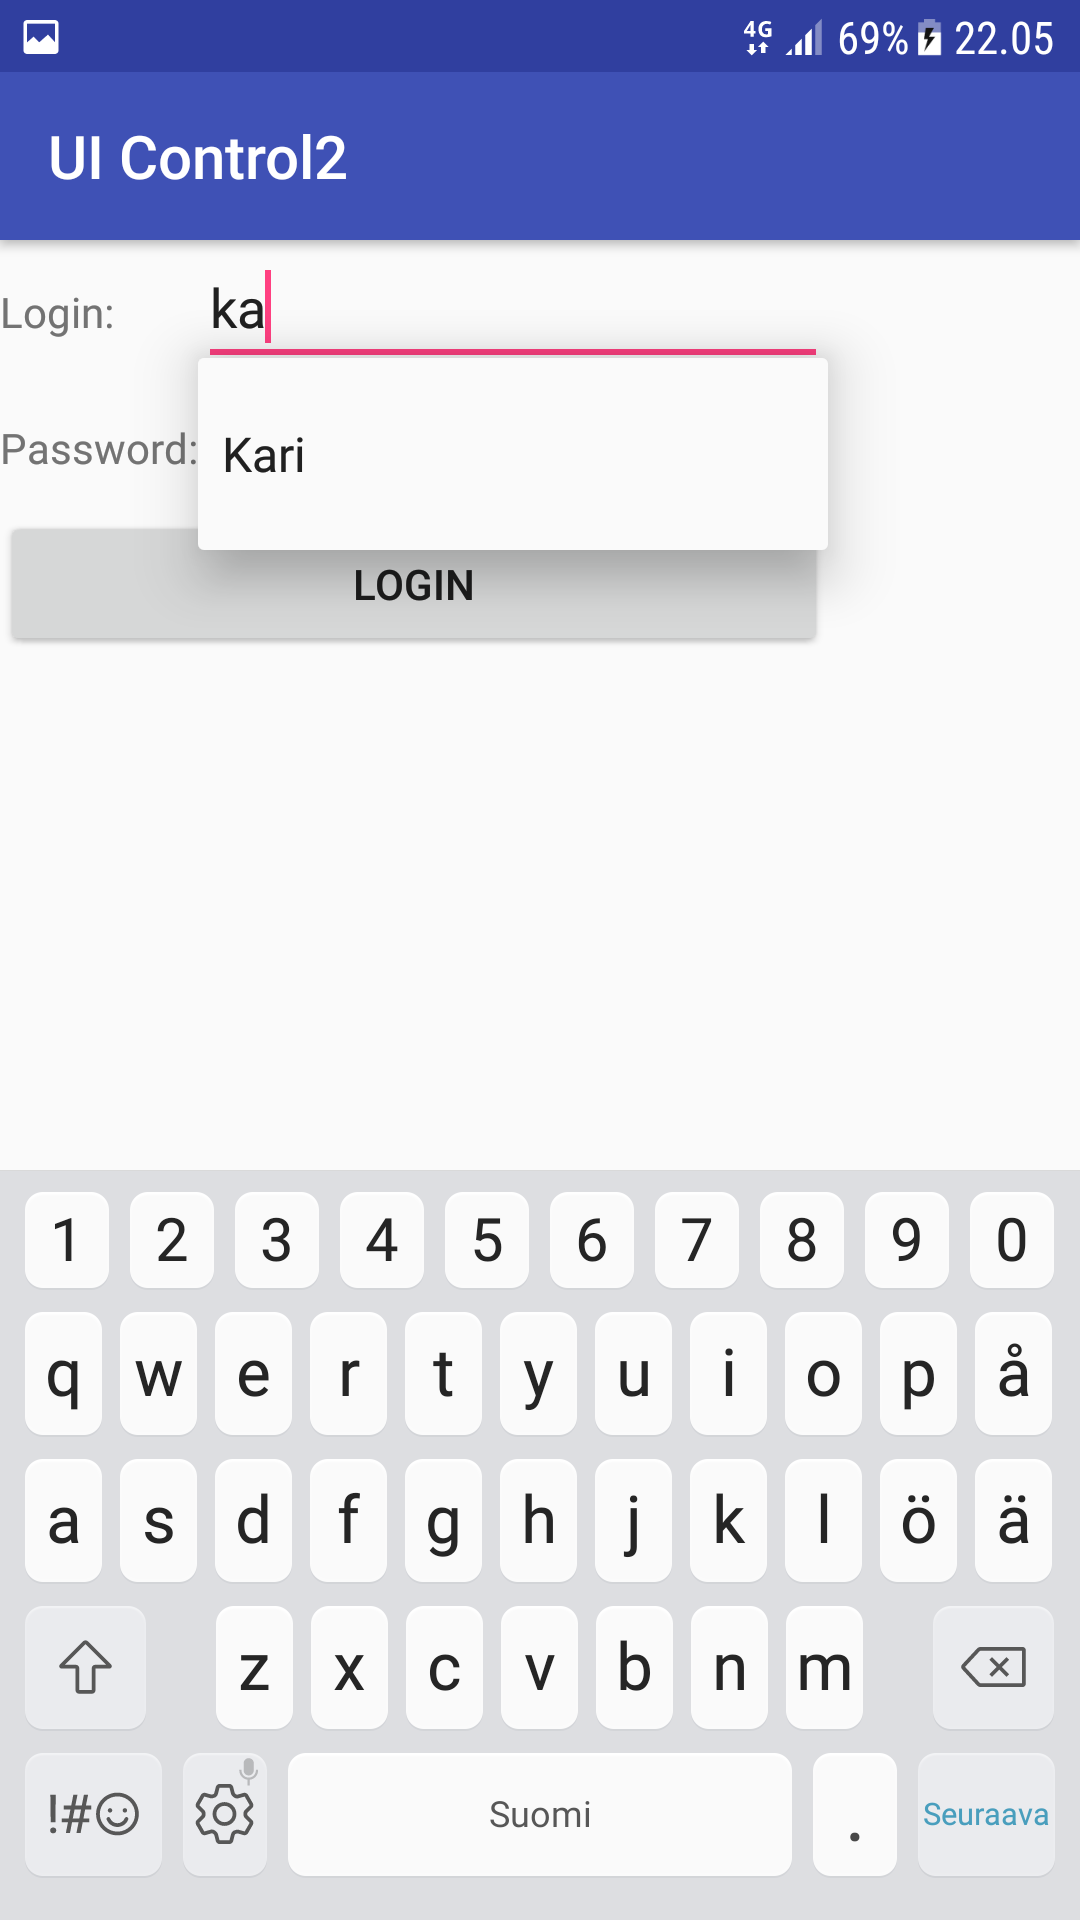 4G 69% 22.05
UI Control2
Login: ka
Kari
Password:
LOGIN
1 2 3 4 5 6 7 8 9 0
q w e r t y u i o p å
a s d f g h j k l ö ä
z x c v b n m
!#☺ Suomi . Seuraava